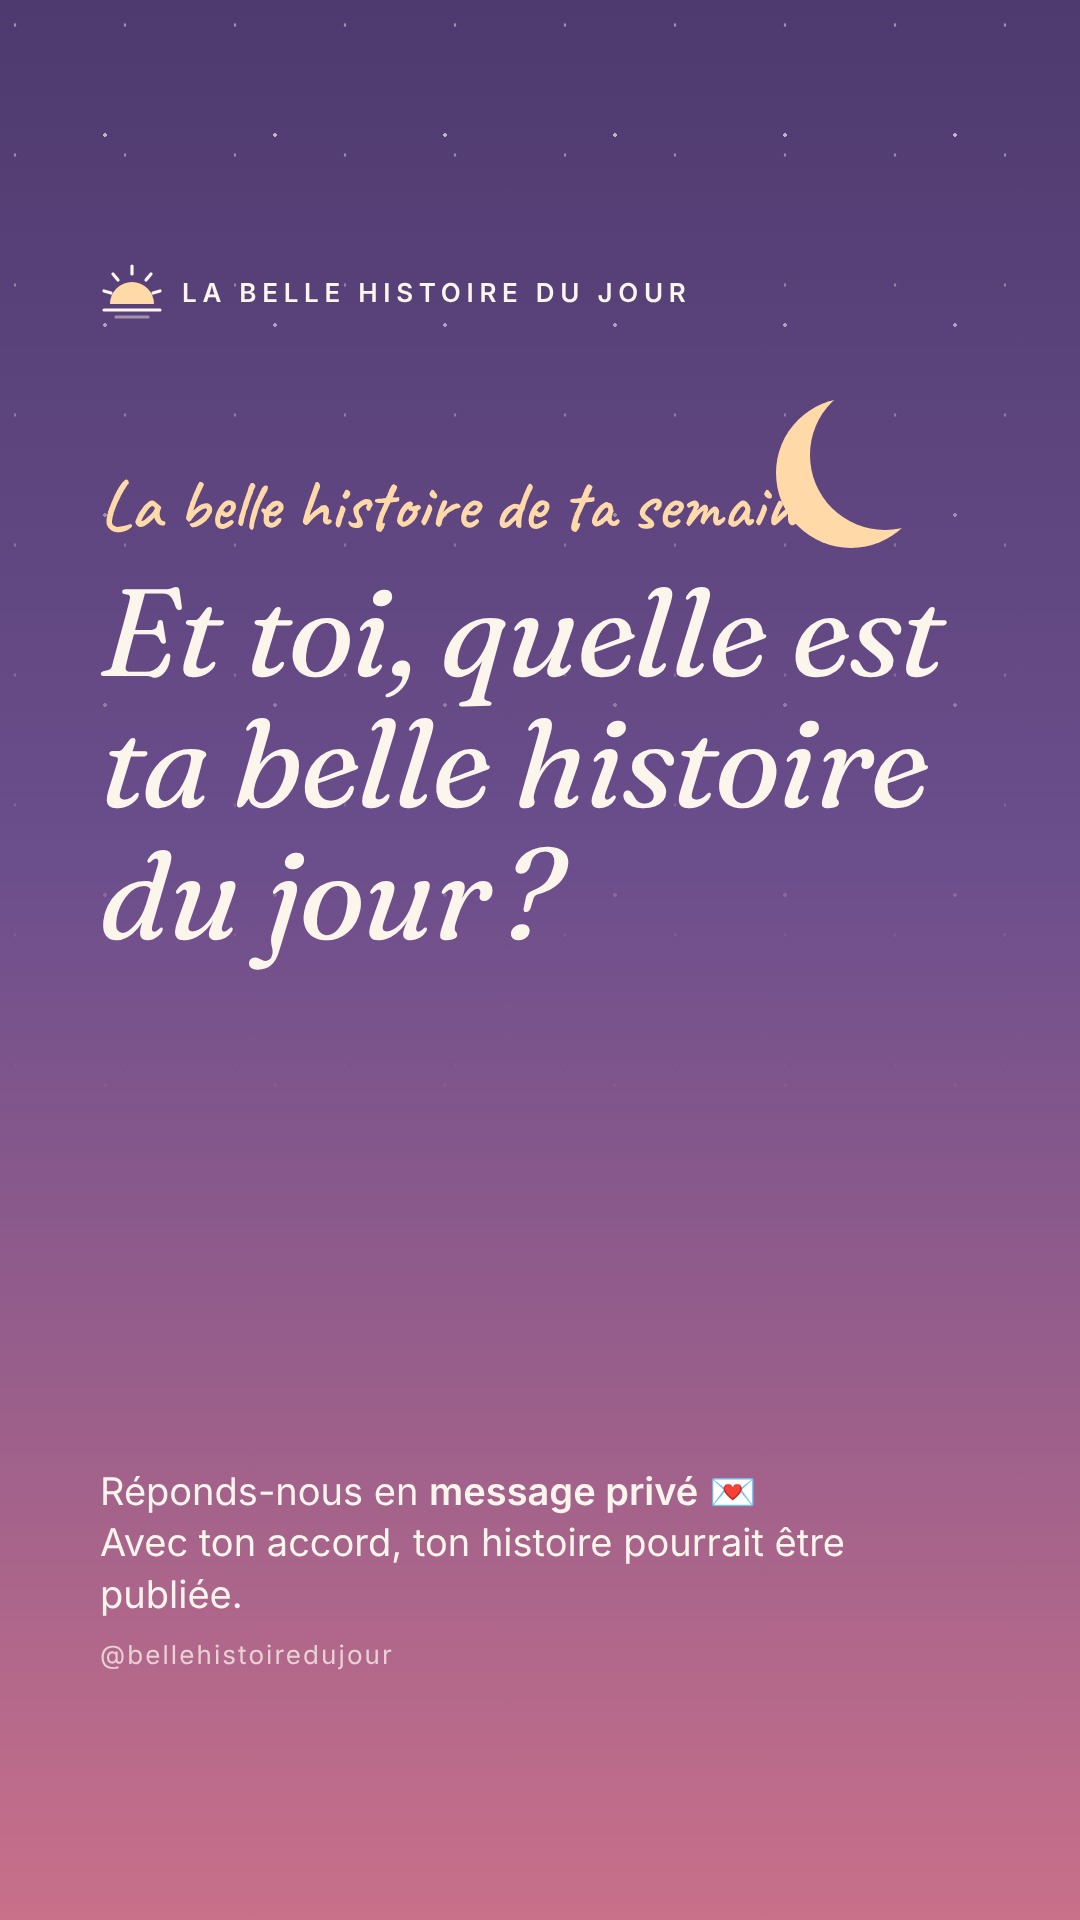 LA BELLE HISTOIRE DU JOUR
La belle histoire de ta
Et toi, quelle est
ta belle histoire
du jour ?
Réponds-nous en message privé 💌
Avec ton accord, ton histoire pourrait être
publiée.
@bellehistoiredujour